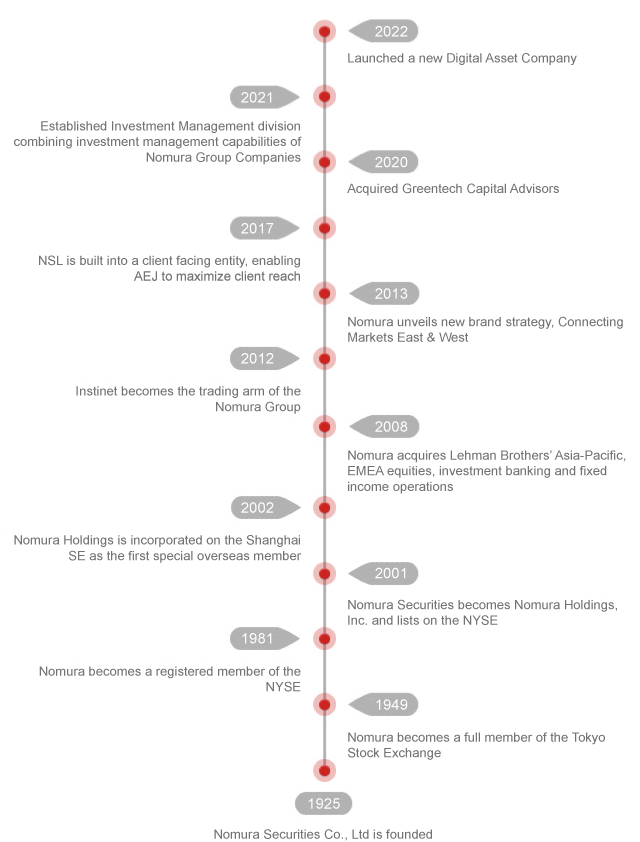 2022
Launched a new Digital Asset Company
2021
Established Investment Management division
combining investment management capabilities of
Nomura Group Companies
2020
Acquired Greentech Capital Advisors
2017
NSL is built into a client facing entity, enabling
AEJ to maximize client reach
2013
Nomura unveils new brand strategy, Connecting
Markets East & West
2012
Instinet becomes the trading arm of the
Nomura Group
2008
Nomura acquires Lehman Brothers' Asia-Pacific,
EMEA equities, investment banking and fixed
income operations
2002
Nomura Holdings is incorporated on the Shanghai
SE as the first special overseas member
2001
Nomura Securities becomes Nomura Holdings,
Inc. and lists on the NYSE
1981
Nomura becomes a registered member of the
NYSE
1949
Nomura becomes a full member of the Tokyo
Stock Exchange
1925
Nomura Securities Co., Ltd is founded